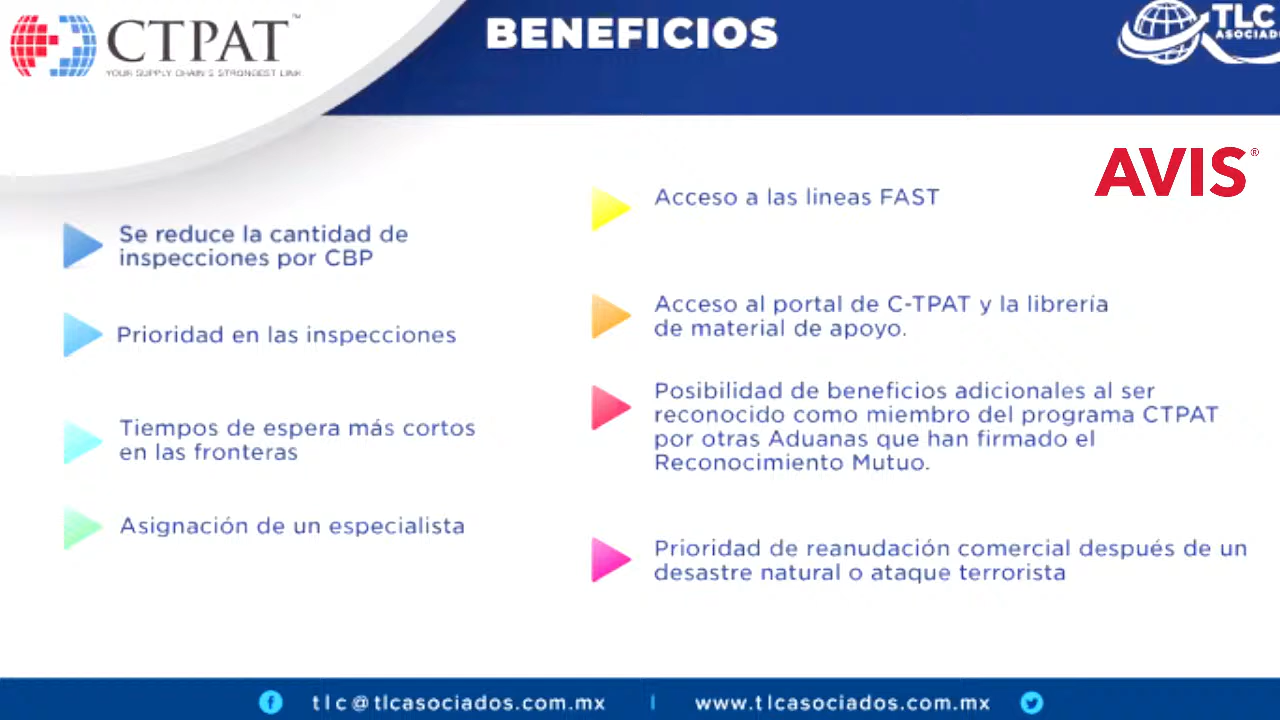 CTPAT™
YOUR SUPPLY CHAIN'S STRONGEST LINK.
BENEFICIOS
TLC
ASOCIADO
AVIS®
Se reduce la cantidad de
inspecciones por CBP
Prioridad en las inspecciones
Tiempos de espera más cortos
en las fronteras
Asignación de un especialista
Acceso a las lineas FAST
Acceso al portal de C-TPAT y la librería
de material de apoyo.
Posibilidad de beneficios adicionales al ser
reconocido como miembro del programa CTPAT
por otras Aduanas que han firmado el
Reconocimiento Mutuo.
Prioridad de reanudación comercial después de un
desastre natural o ataque terrorista
tlc@tlcasociados.com.mx | www.tlcasociados.com.mx